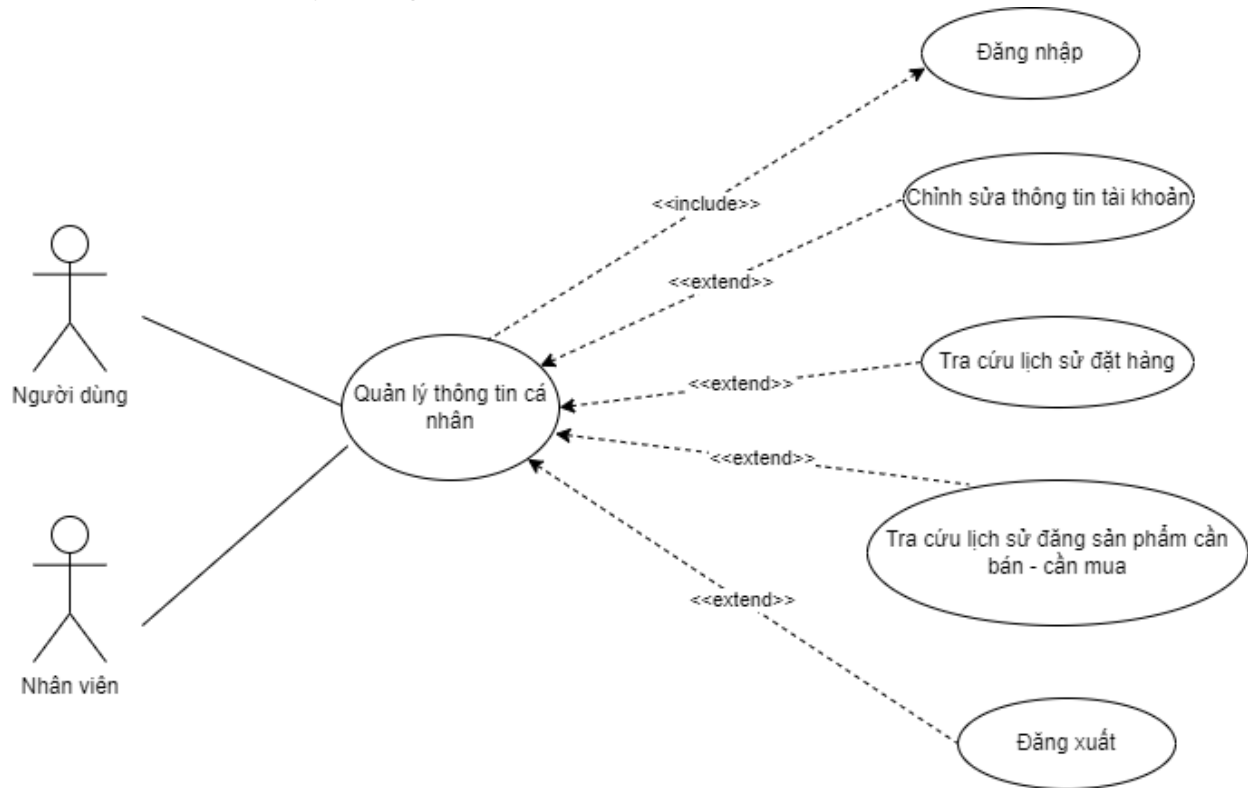 Đăng nhập
<<include>>
Chỉnh sửa thông tin tài khoản
<<extend>>
Người dùng
Quản lý thông tin cá
nhân
<<extend>>
Tra cứu lịch sử đặt hàng
<<extend>>
Tra cứu lịch sử đăng sản phẩm cần
bán - cần mua
<<extend>>
Nhân viên
Đăng xuất